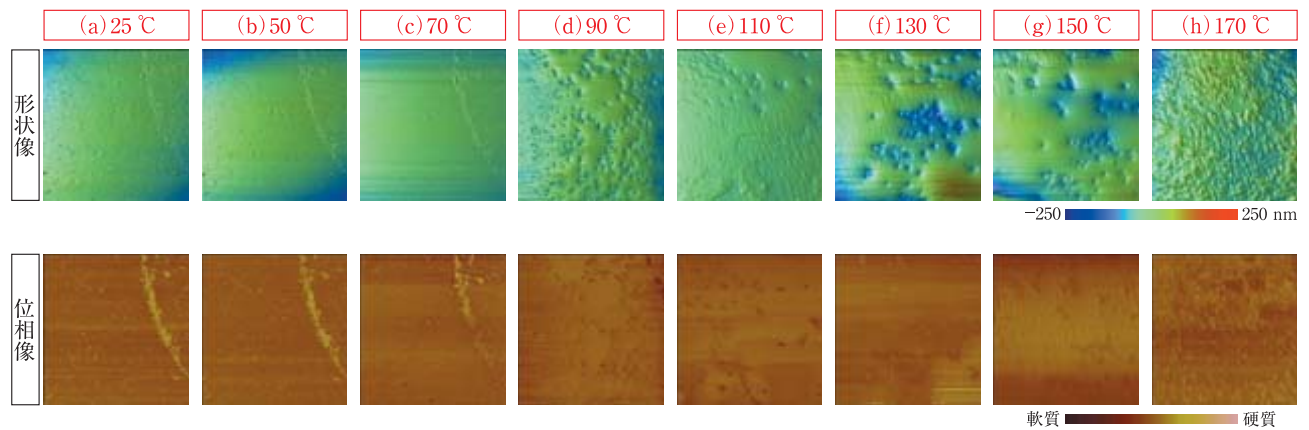 (a) 25 ℃
(b) 50 ℃
(c) 70 ℃
(d) 90 ℃
(e) 110 ℃
(f) 130 ℃
(g) 150 ℃
(h) 170 ℃
形状像
−250 250 nm
位相像
軟質 硬質